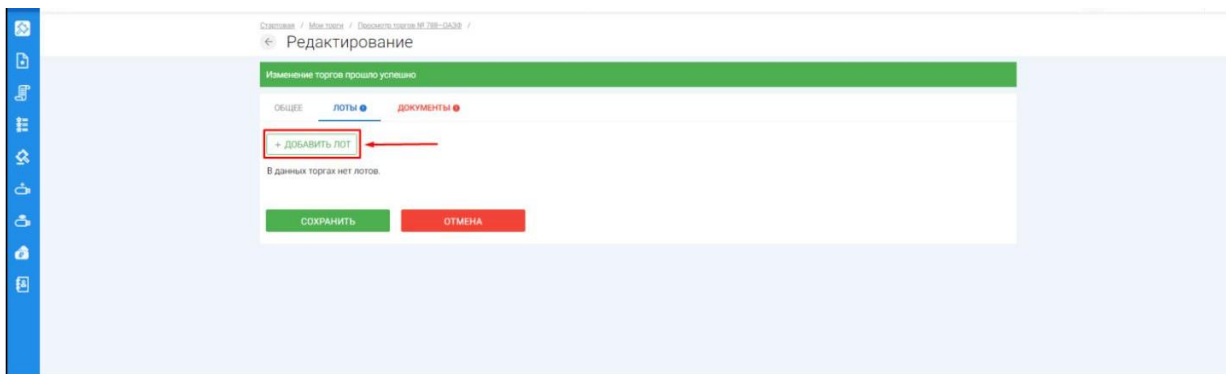 Стартовая / Мои торги / Просмотр торгов № 788-ОАЗФ /
Редактирование
Изменение торгов прошло успешно
ОБЩЕЕ ЛОТЫ ДОКУМЕНТЫ
+ ДОБАВИТЬ ЛОТ
В данных торгах нет лотов.
СОХРАНИТЬ ОТМЕНА